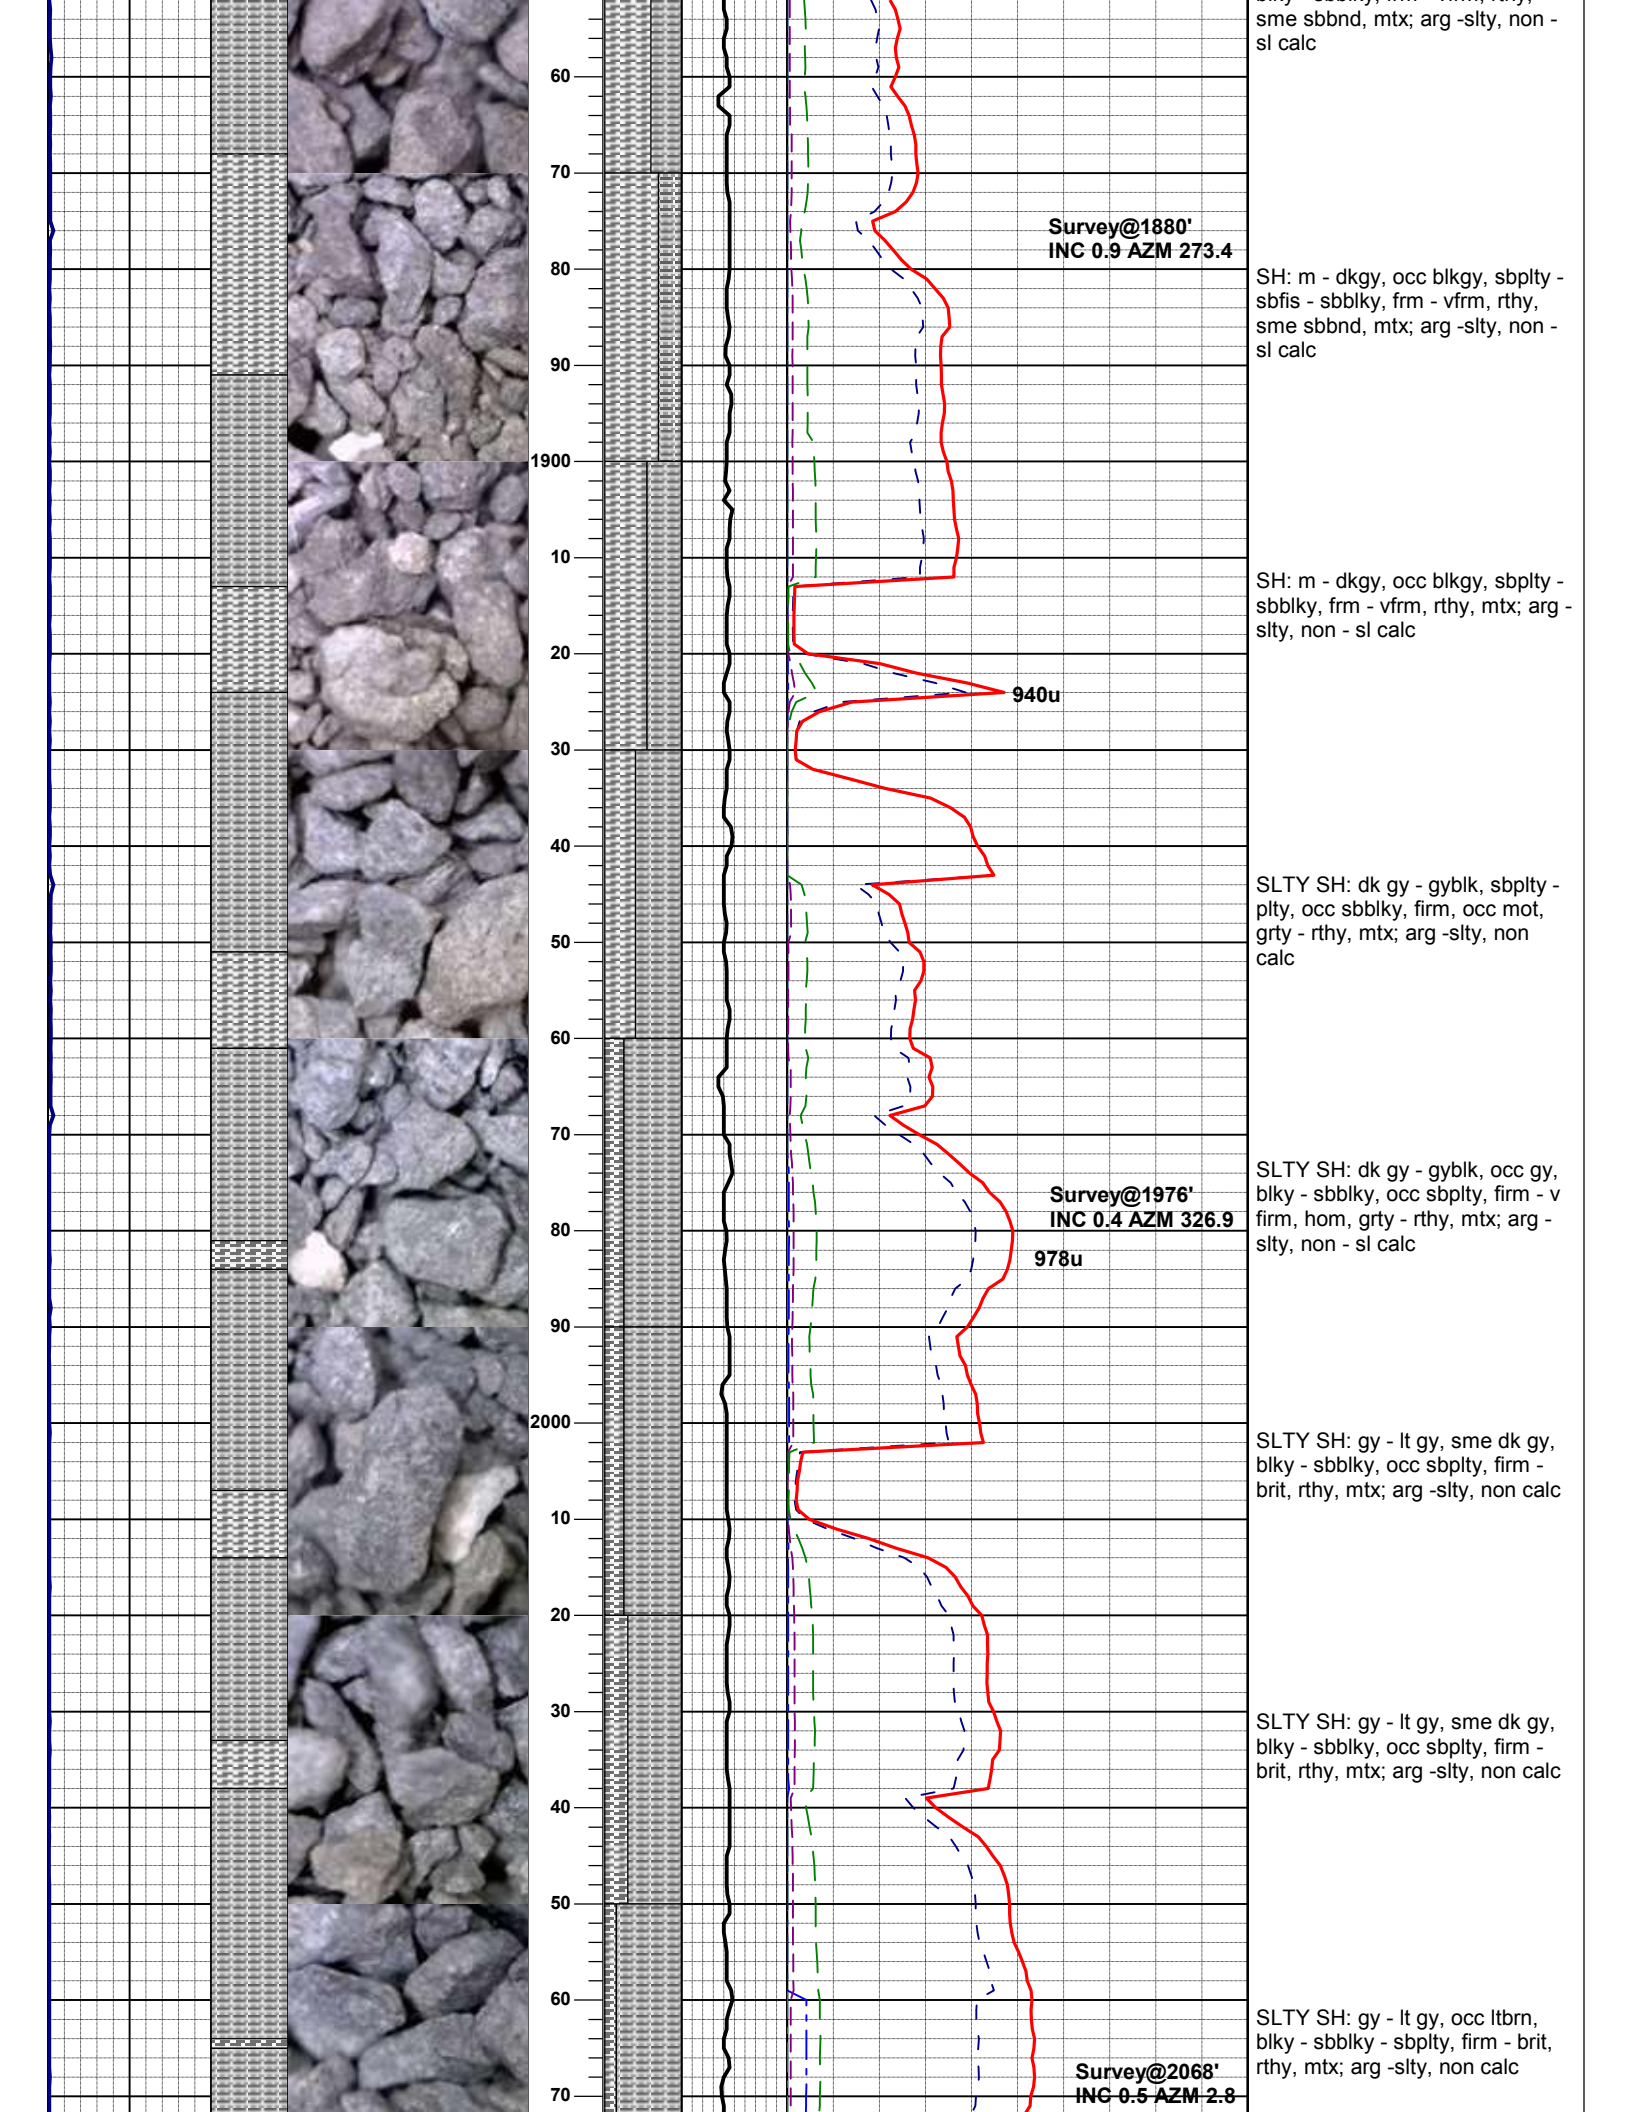 sme sbbnd, mtx; arg -slty, non -
sl calc
60
70
Survey@1880'
INC 0.9 AZM 273.4
80
SH: m - dkgy, occ blkgy, sbplty -
sbfis - sbblky, frm - vfrm, rthy,
sme sbbnd, mtx; arg -slty, non -
sl calc
90
1900
10
SH: m - dkgy, occ blkgy, sbplty -
sbblky, frm - vfrm, rthy, mtx; arg -
slty, non - sl calc
20
940u
30
40
SLTY SH: dk gy - gyblk, sbplty -
plty, occ sbblky, firm, occ mot,
grty - rthy, mtx; arg -slty, non
calc
50
60
70
SLTY SH: dk gy - gyblk, occ gy,
blky - sbblky, occ sbplty, firm - v
firm, hom, grty - rthy, mtx; arg -
slty, non - sl calc
Survey@1976'
INC 0.4 AZM 326.9
80
978u
90
2000
SLTY SH: gy - lt gy, sme dk gy,
blky - sbblky, occ sbplty, firm -
brit, rthy, mtx; arg -slty, non calc
10
20
30
SLTY SH: gy - lt gy, sme dk gy,
blky - sbblky, occ sbplty, firm -
brit, rthy, mtx; arg -slty, non calc
40
50
60
SLTY SH: gy - lt gy, occ ltbrn,
blky - sbblky - sbplty, firm - brit,
rthy, mtx; arg -slty, non calc
Survey@2068'
INC 0.5 AZM 2.8
70